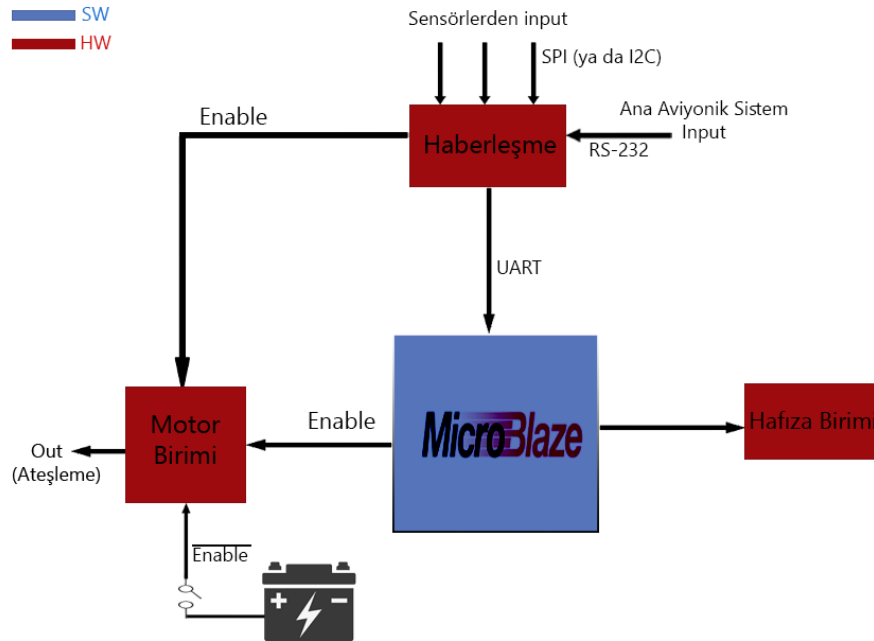 SW
HW
Sensörlerden input
SPI (ya da I2C)
Enable
Haberleşme
Ana Aviyonik Sistem
Input
RS-232
UART
Motor
Birimi
Enable
MicroBlaze
Hafıza Birimi
Out
(Ateşleme)
Enable